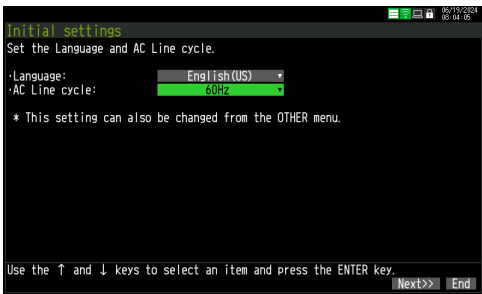 06/19/2024
08:04:05
Initial settings
Set the Language and AC Line cycle.
·Language: English(US)
·AC Line cycle: 60Hz
* This setting can also be changed from the OTHER menu.
Use the ↑ and ↓ keys to select an item and press the ENTER key.
Next>> End